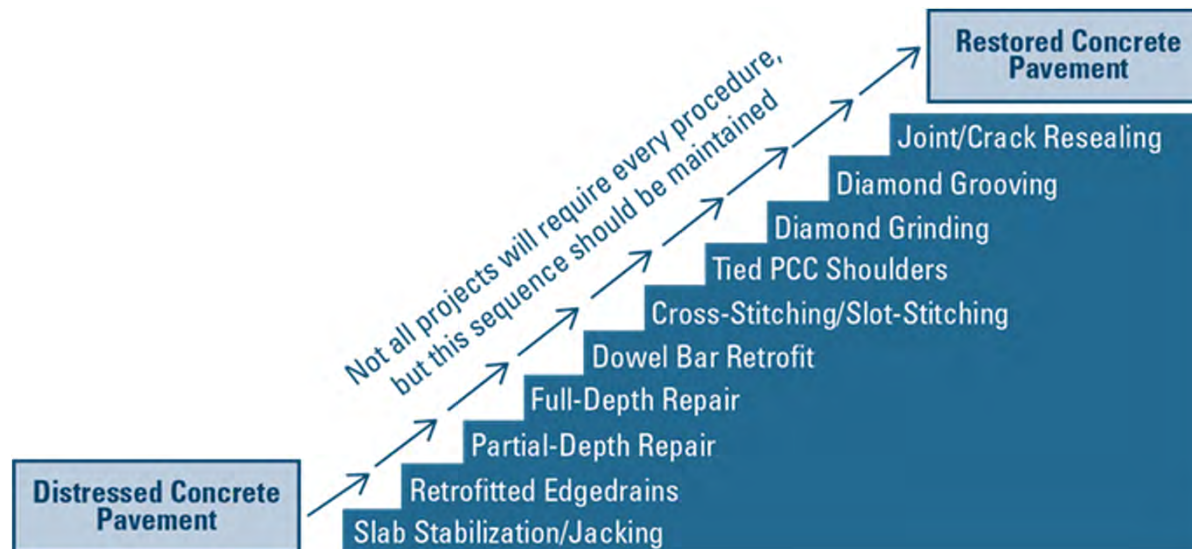 Restored Concrete
Pavement
Not all projects will require every procedure,
but this sequence should be maintained
Joint/Crack Resealing
Diamond Grooving
Diamond Grinding
Tied PCC Shoulders
Cross-Stitching/Slot-Stitching
Dowel Bar Retrofit
Full-Depth Repair
Partial-Depth Repair
Retrofitted Edgedrains
Slab Stabilization/Jacking
Distressed Concrete
Pavement